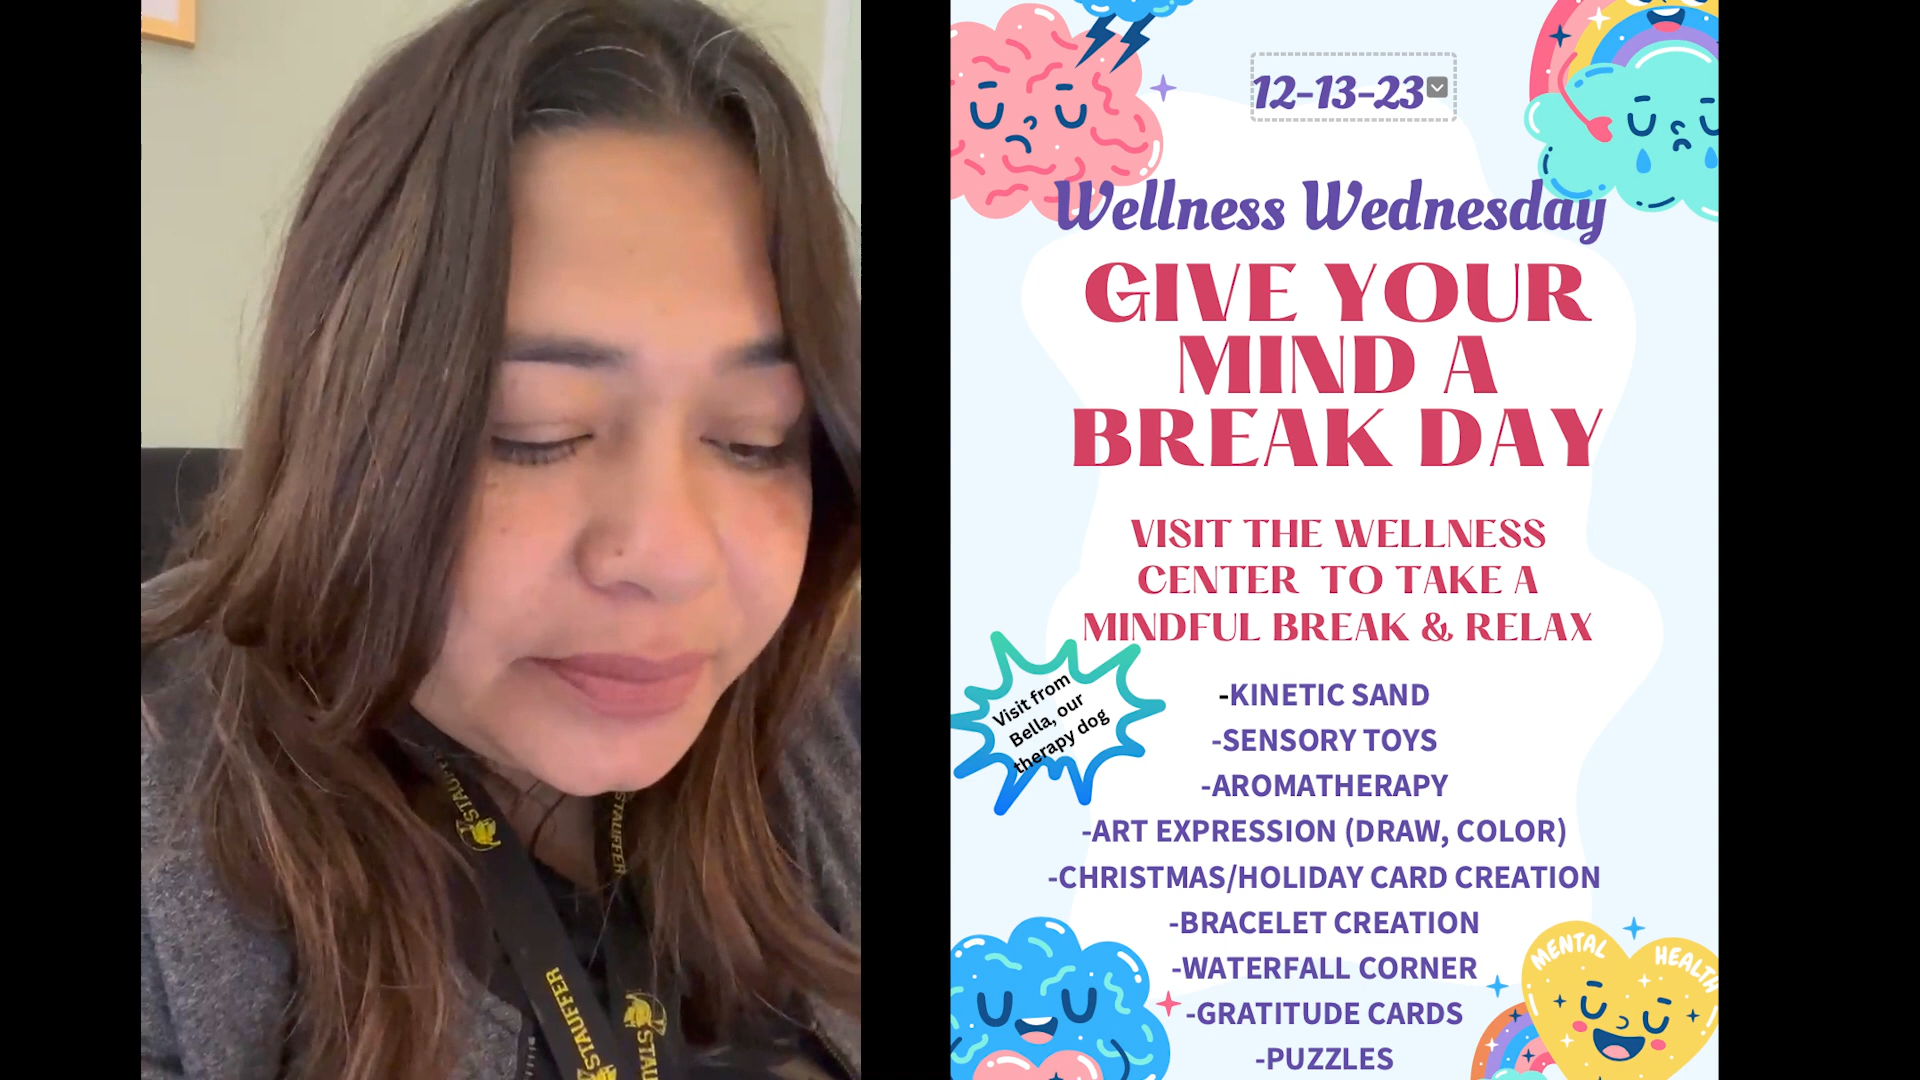 12-13-23
Wellness Wednesday
GIVE YOUR
MIND A
BREAK DAY
VISIT THE WELLNESS
CENTER TO TAKE A
MINDFUL BREAK & RELAX
Visit from
Bella, our
therapy dog
-KINETIC SAND
-SENSORY TOYS
-AROMATHERAPY
-ART EXPRESSION (DRAW, COLOR)
-CHRISTMAS/HOLIDAY CARD CREATION
-BRACELET CREATION
-WATERFALL CORNER
-GRATITUDE CARDS
-PUZZLES
MENTAL HEALTH
STAUFFER
STAUFFER
STAUFFER